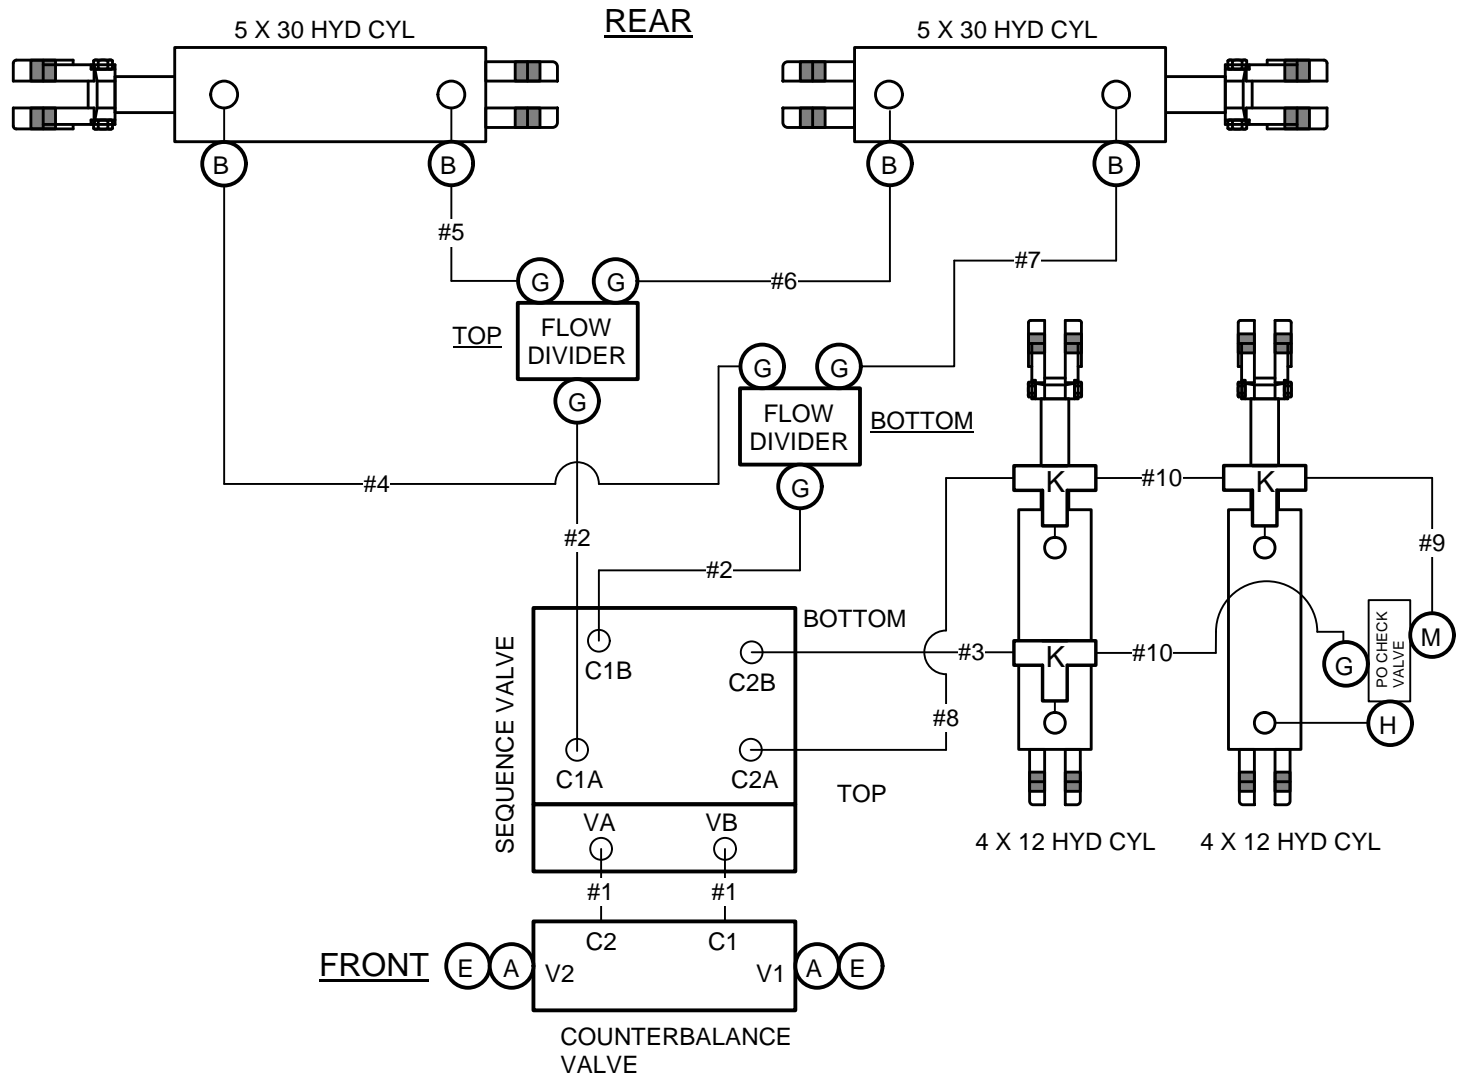 REAR
5 X 30 HYD CYL
5 X 30 HYD CYL
B
B
B
B
#5
#6
#7
G
G
TOP
FLOW
DIVIDER
G
G
G
FLOW
DIVIDER
BOTTOM
G
#4
#2
#2
K
#10
K
#9
SEQUENCE VALVE
BOTTOM
C1B
C2B
#3
K
#10
G
PO CHECK
VALVE
M
H
C1A
C2A
#8
TOP
VA
VB
4 X 12 HYD CYL
4 X 12 HYD CYL
#1
#1
C2
C1
FRONT
E
A
V2
V1
A
E
COUNTERBALANCE
VALVE